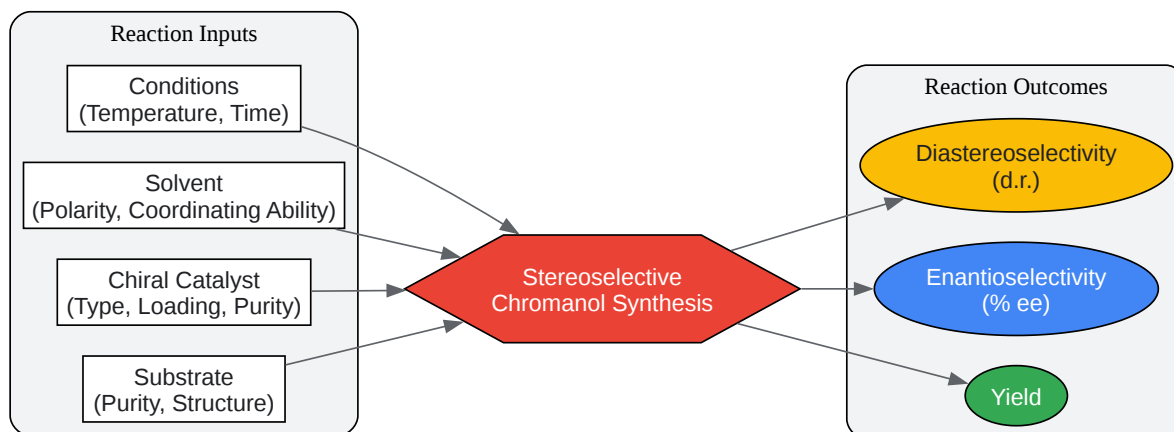 Reaction Inputs
Conditions
(Temperature, Time)
Solvent
(Polarity, Coordinating Ability)
Chiral Catalyst
(Type, Loading, Purity)
Substrate
(Purity, Structure)
Stereoselective
Chromanol Synthesis
Reaction Outcomes
Diastereoselectivity
(d.r.)
Enantioselectivity
(% ee)
Yield